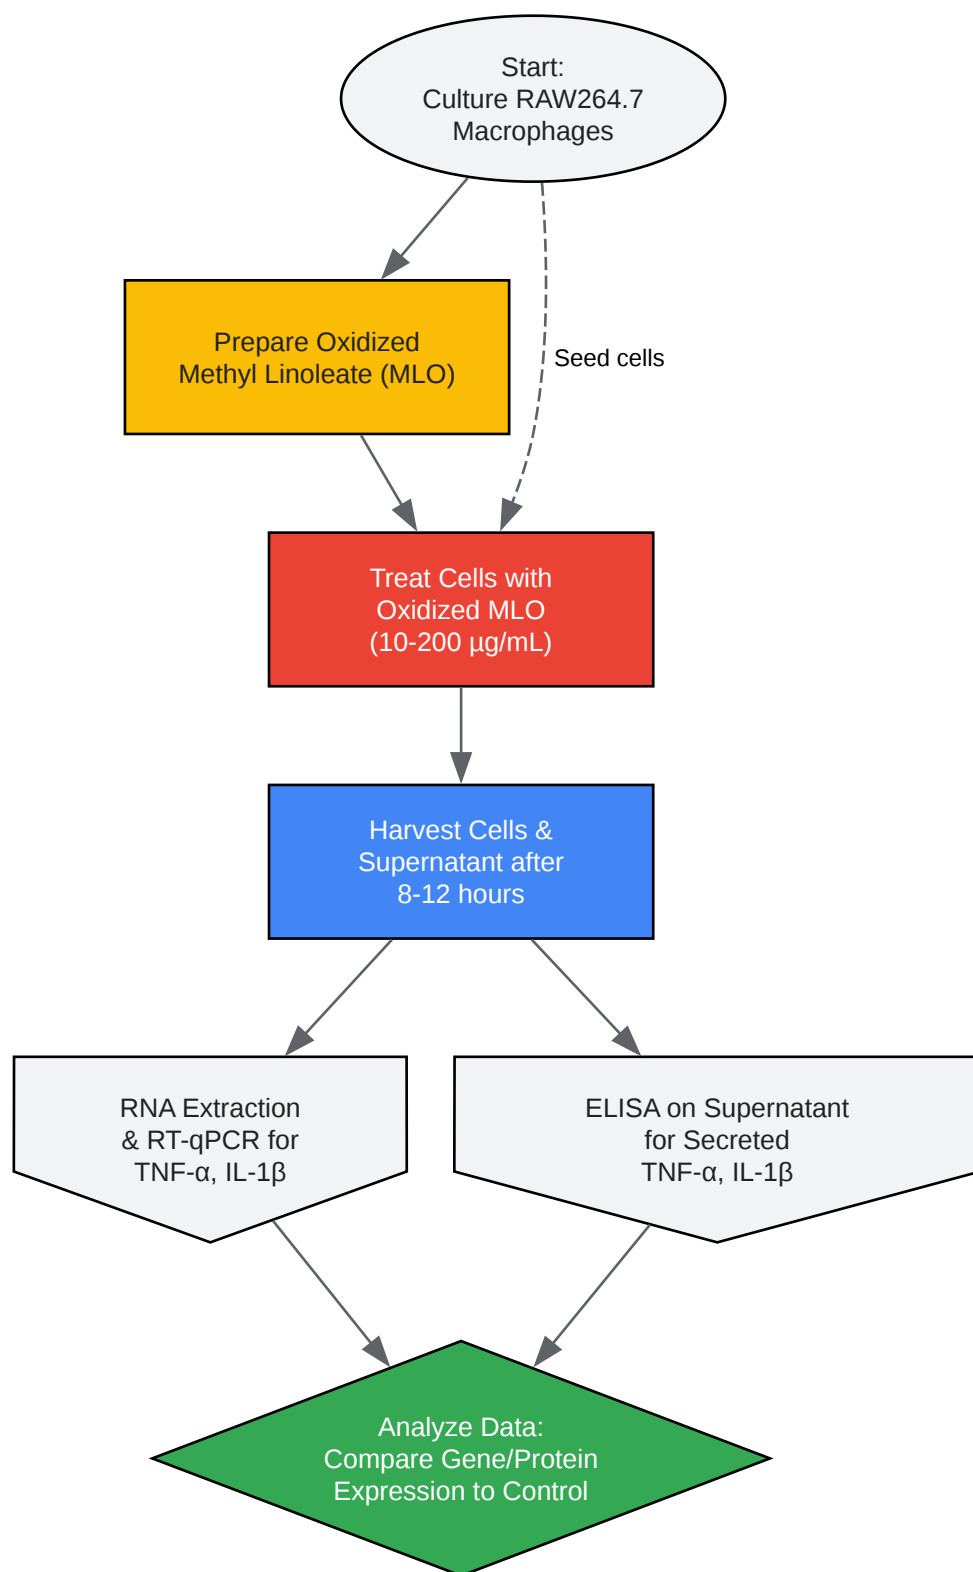 Start:
Culture RAW264.7
Macrophages
Prepare Oxidized
Methyl Linoleate (MLO)
Seed cells
Treat Cells with
Oxidized MLO
(10-200 µg/mL)
Harvest Cells &
Supernatant after
8-12 hours
RNA Extraction
& RT-qPCR for
TNF-α, IL-1β
ELISA on Supernatant
for Secreted
TNF-α, IL-1β
Analyze Data:
Compare Gene/Protein
Expression to Control